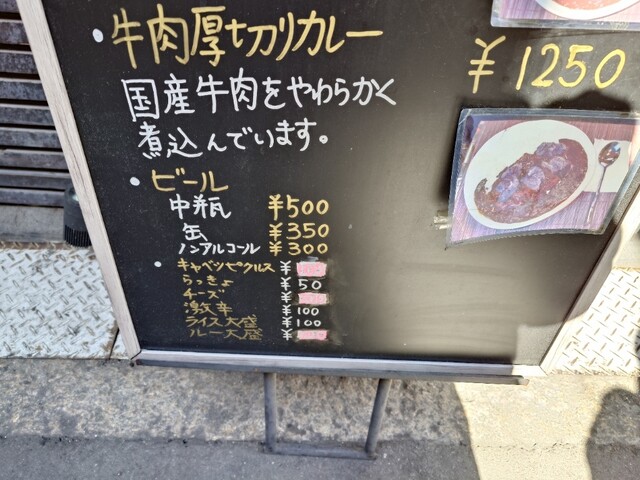 • 牛肉厚切りカレー ¥1250
国産牛肉をやわらかく
煮込んでいます。
• ビール
中瓶 ¥500
缶 ¥350
ノンアルコール ¥300
• キャベツピクルス ¥
らっきょ ¥50
チーズ ¥
激辛 ¥100
ライス大盛 ¥100
ルー大盛 ¥